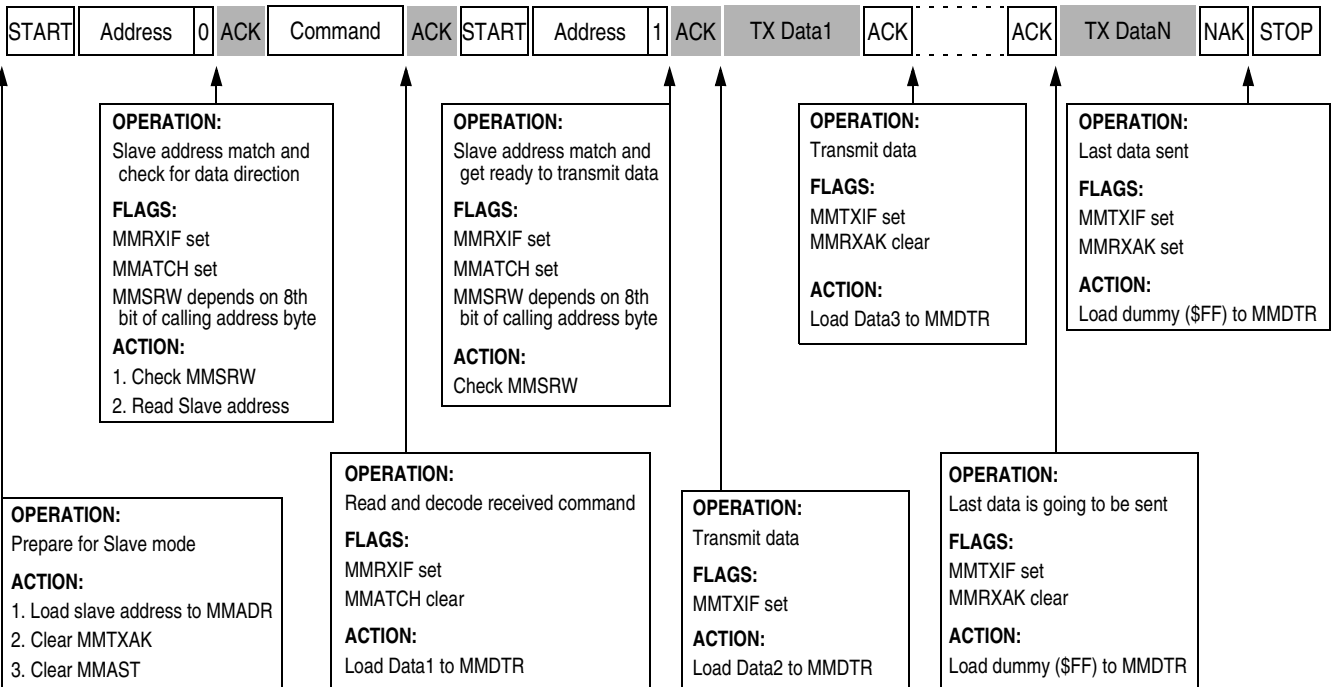 START Address 0 ACK Command ACK START Address 1 ACK TX Data1 ACK ACK TX DataN NAK STOP
OPERATION:
Slave address match and
check for data direction
FLAGS:
MMRXIF set
MMATCH set
MMSRW depends on 8th
bit of calling address byte
ACTION:
1. Check MMSRW
2. Read Slave address
OPERATION:
Slave address match and
get ready to transmit data
FLAGS:
MMRXIF set
MMATCH set
MMSRW depends on 8th
bit of calling address byte
ACTION:
Check MMSRW
OPERATION:
Transmit data
FLAGS:
MMTXIF set
MMRXAK clear
ACTION:
Load Data3 to MMDTR
OPERATION:
Last data sent
FLAGS:
MMTXIF set
MMRXAK set
ACTION:
Load dummy ($FF) to MMDTR
OPERATION:
Prepare for Slave mode
ACTION:
1. Load slave address to MMADR
2. Clear MMTXAK
3. Clear MMAST
OPERATION:
Read and decode received command
FLAGS:
MMRXIF set
MMATCH clear
ACTION:
Load Data1 to MMDTR
OPERATION:
Transmit data
FLAGS:
MMTXIF set
ACTION:
Load Data2 to MMDTR
OPERATION:
Last data is going to be sent
FLAGS:
MMTXIF set
MMRXAK clear
ACTION:
Load dummy ($FF) to MMDTR